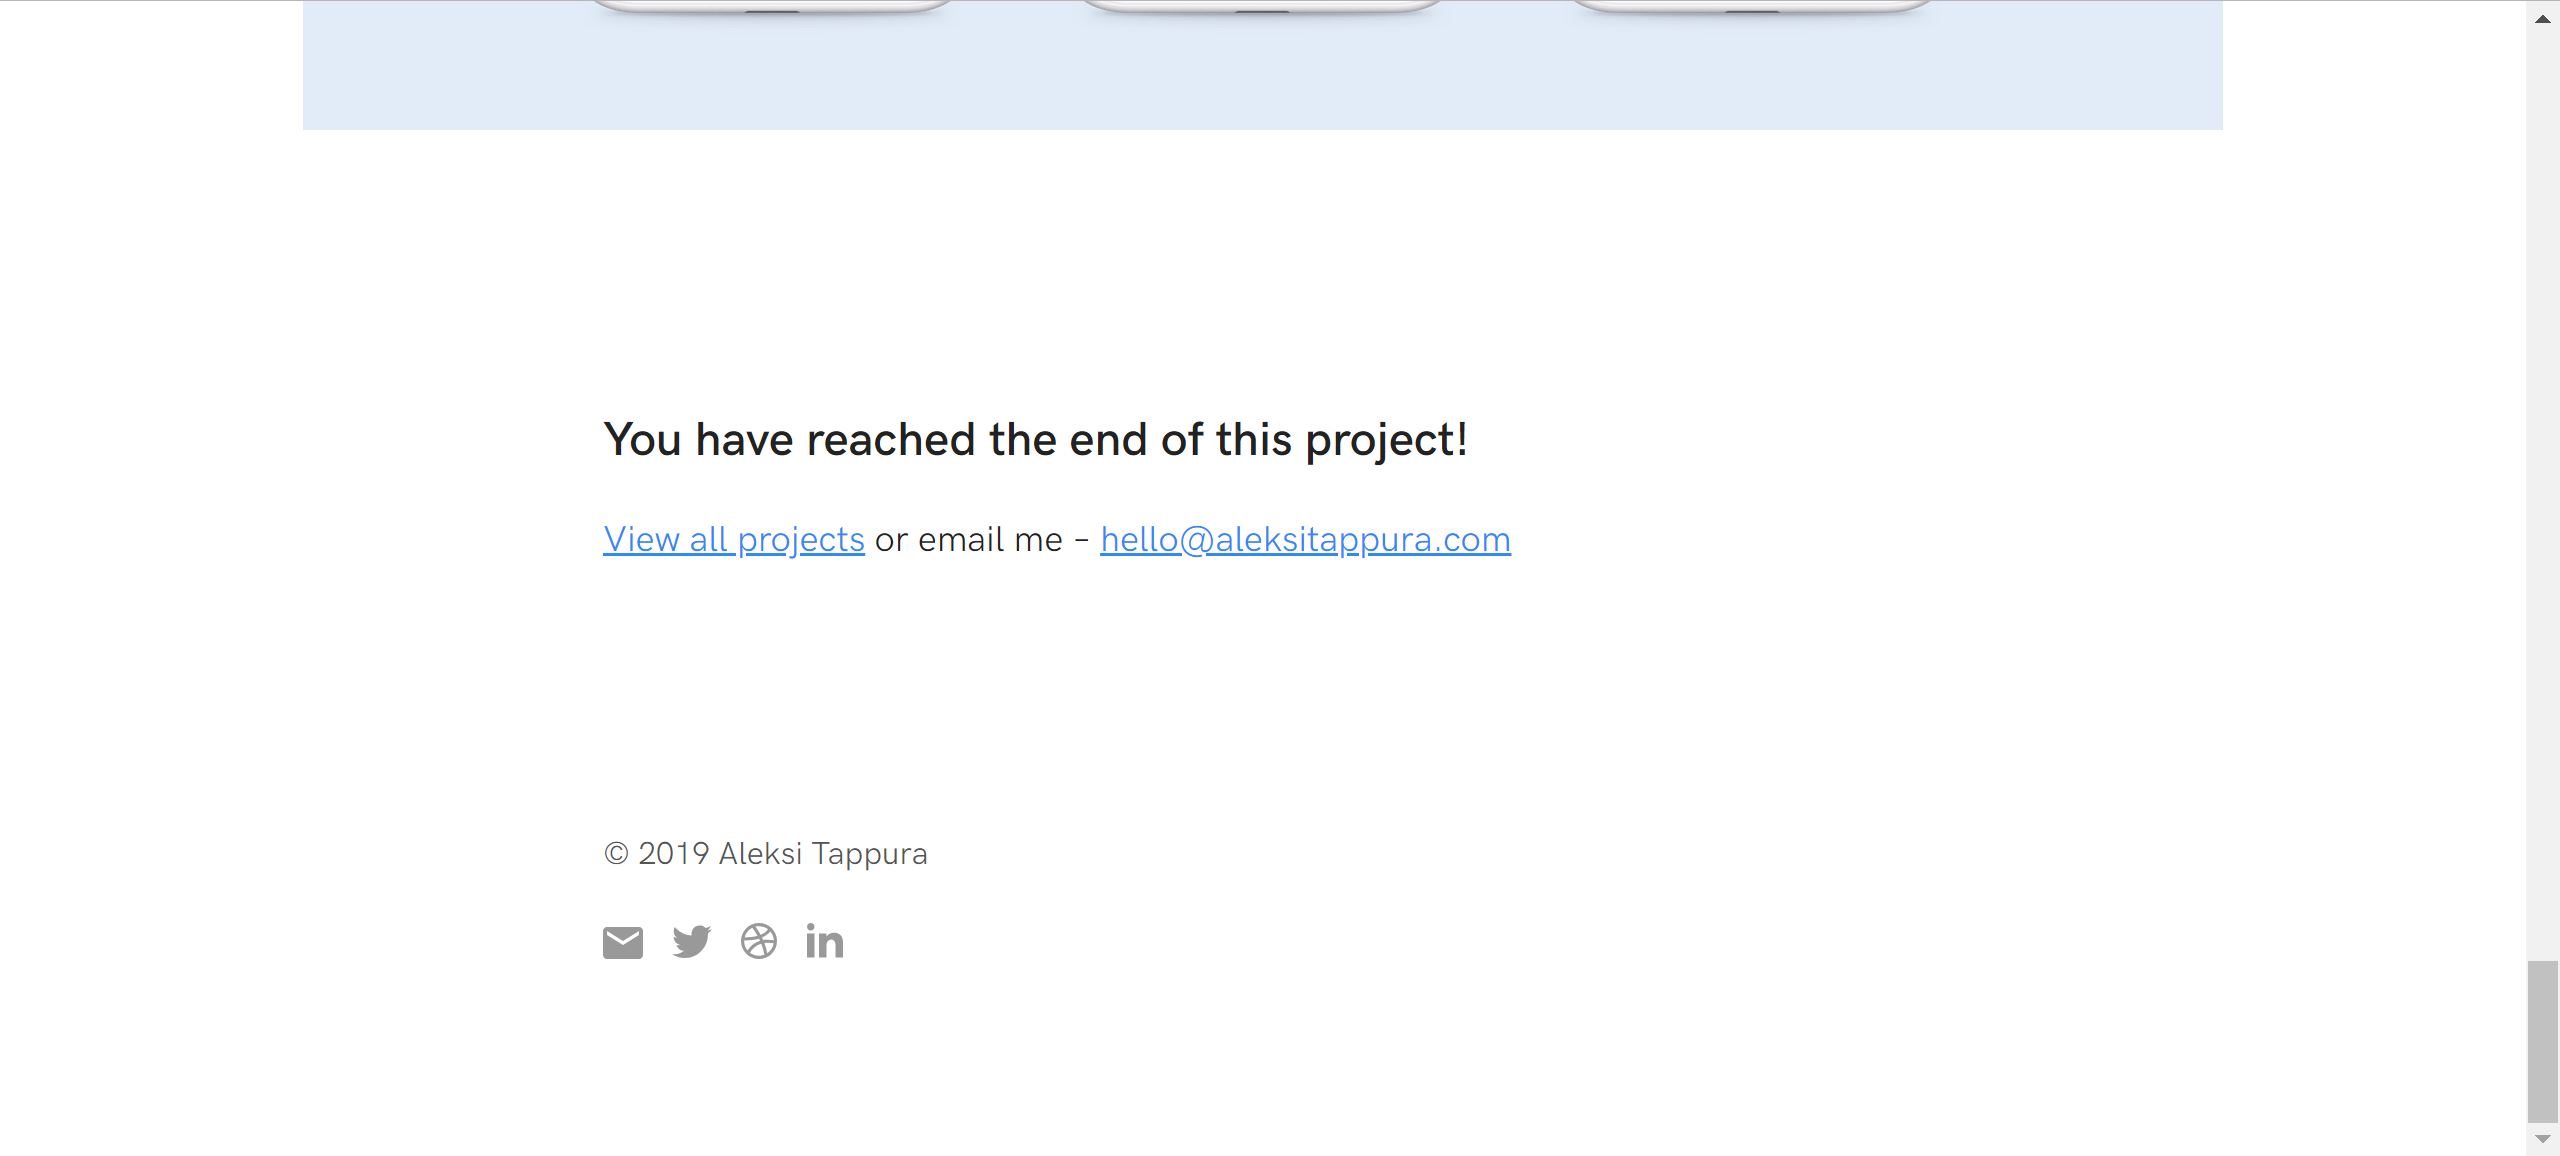 You have reached the end of this project!
View all projects or email me – hello@aleksitappura.com
© 2019 Aleksi Tappura
in